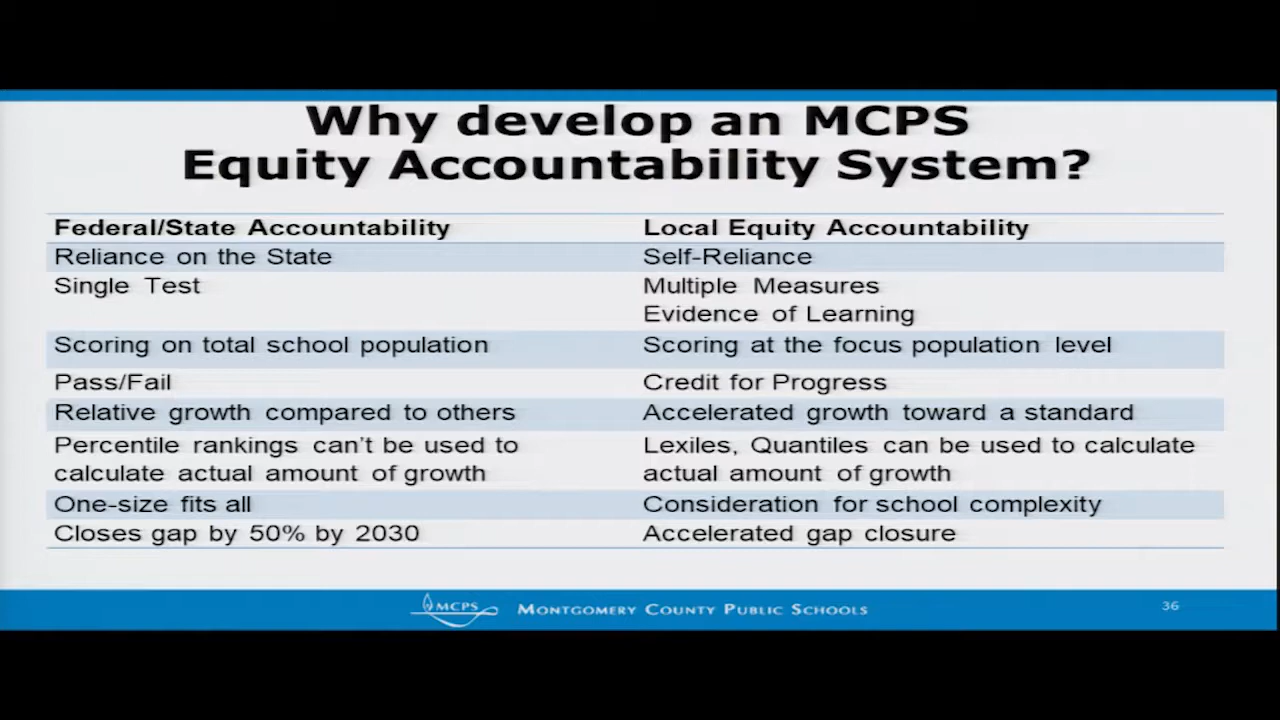 Why develop an MCPS
Equity Accountability System?
Federal/State Accountability Local Equity Accountability
Reliance on the State Self-Reliance
Single Test Multiple Measures
Evidence of Learning
Scoring on total school population Scoring at the focus population level
Pass/Fail Credit for Progress
Relative growth compared to others Accelerated growth toward a standard
Percentile rankings can't be used to Lexiles, Quantiles can be used to calculate
calculate actual amount of growth actual amount of growth
One-size fits all Consideration for school complexity
Closes gap by 50% by 2030 Accelerated gap closure
MCPS MONTGOMERY COUNTY PUBLIC SCHOOLS 36